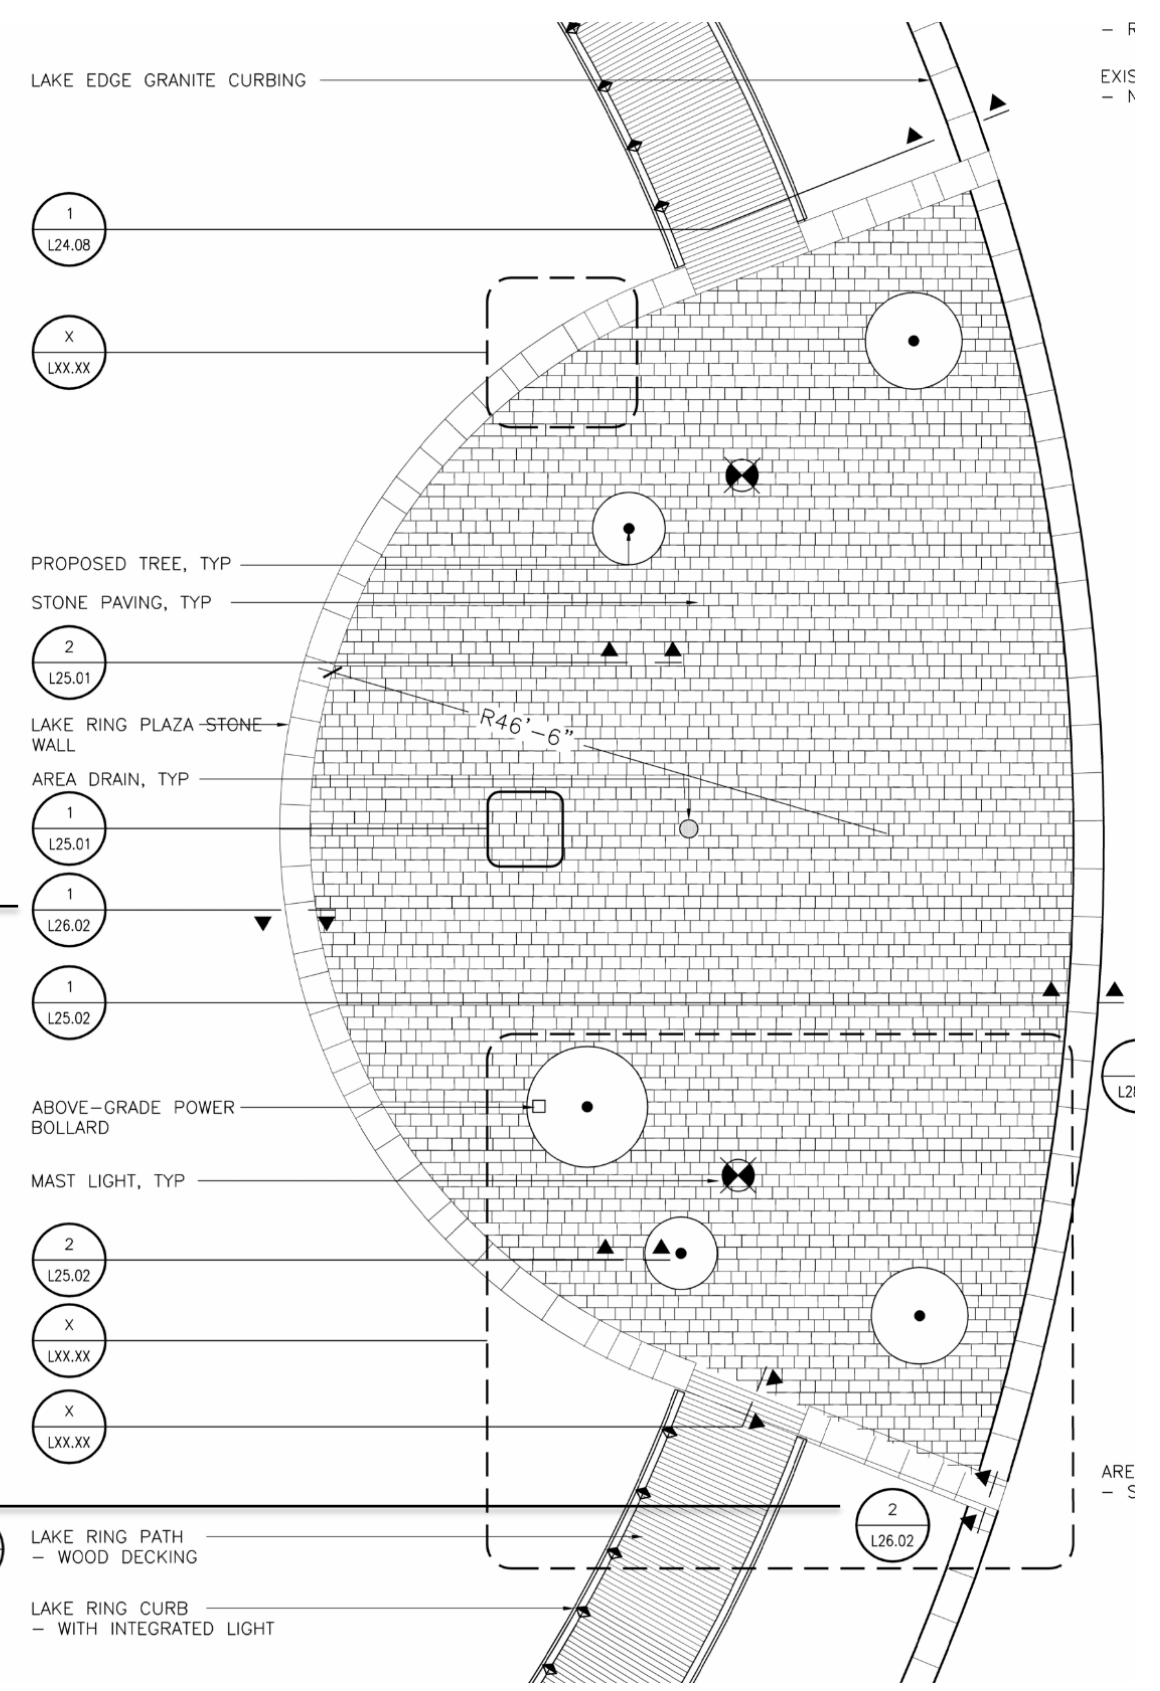 — R
LAKE EDGE GRANITE CURBING
EXIS
— N
1
L24.08
X
LXX.XX
PROPOSED TREE, TYP
STONE PAVING, TYP
2
L25.01
R46'-6"
LAKE RING PLAZA STONE
WALL
AREA DRAIN, TYP
1
L25.01
1
L26.02
1
L25.02
L28
ABOVE-GRADE POWER
BOLLARD
MAST LIGHT, TYP
2
L25.02
X
LXX.XX
X
LXX.XX
ARE
— S
2
L26.02
LAKE RING PATH
— WOOD DECKING
LAKE RING CURB
— WITH INTEGRATED LIGHT